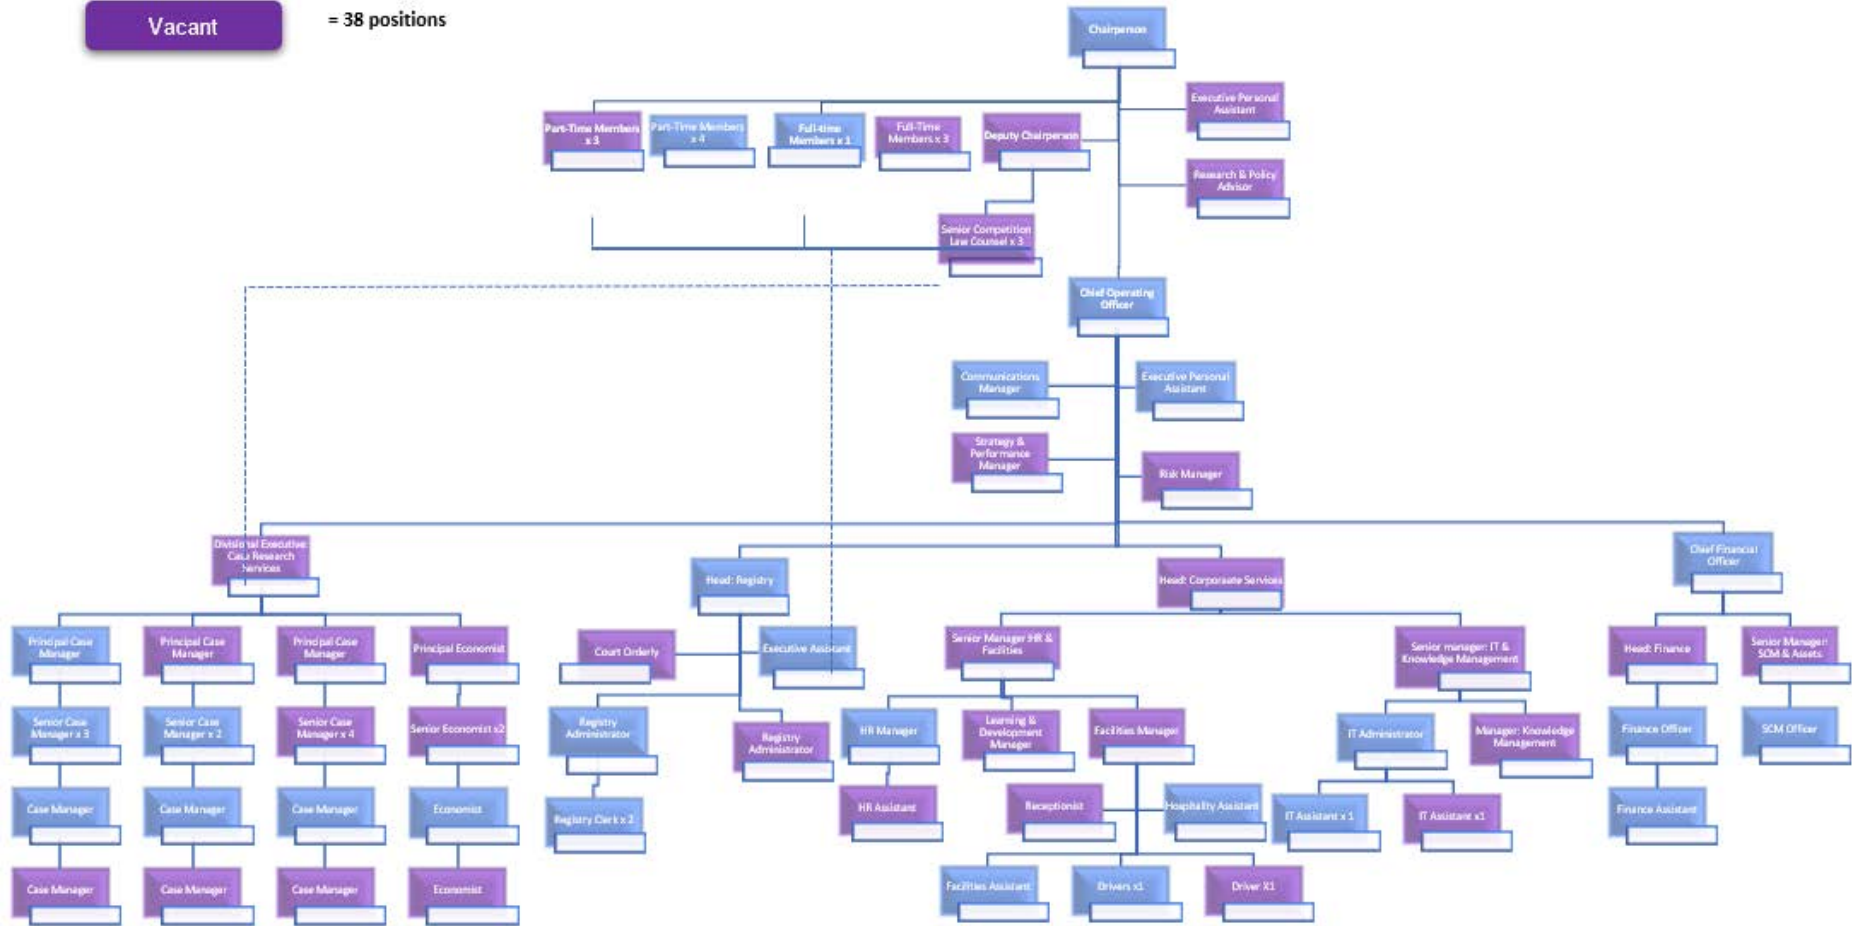 Vacant
= 38 positions
Chairperson
Executive Personal
Assistant
Part-Time Members
x 3
Part-Time Members
x 4
Full-time
Members x 1
Full-Time
Members x 3
Deputy Chairperson
Research & Policy
Advisor
Senior Competition
Law Counsel x 3
Chief Operating
Officer
Communications
Manager
Executive Personal
Assistant
Strategy &
Performance
Manager
Risk Manager
Divisional Executive
Case Research
Services
Head: Registry
Head: Corporaate Services
Chief Financial
Officer
Principal Case
Manager
Principal Case
Manager
Principal Case
Manager
Principal Economist
Court Orderly
Executive Assistant
Senior Manager HR &
Facilities
Senior manager: IT &
Knowledge Management
Head: Finance
Senior Manager:
SCM & Assets
Senior Case
Manager x 3
Senior Case
Manager x 2
Senior Case
Manager x 4
Senior Economist x2
Registry
Administrator
Registry
Administrator
HR Manager
Learning &
Development
Manager
Facilities Manager
IT Administrator
Manager: Knowledge
Management
Finance Officer
SCM Officer
Case Manager
Case Manager
Case Manager
Economist
Registry Clerk x 2
HR Assistant
Receptionist
Hospitality Assistant
IT Assistant x 1
IT Assistant x1
Finance Assistant
Case Manager
Case Manager
Case Manager
Economist
Facilities Assistant
Drivers x1
Driver X1